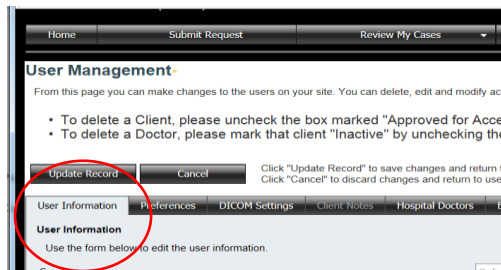 Home Submit Request Review My Cases
User Management
From this page you can make changes to the users on your site. You can delete, edit and modify
• To delete a Client, please uncheck the box marked "Approved for
• To delete a Doctor, please mark that client "Inactive" by unchecking
Update Record Cancel
Click "Update Record" to save changes and return
Click "Cancel" to discard changes and return to
User Information Preferences DICOM Settings Client Notes Hospital Doctors
User Information
Use the form below to edit the user information.